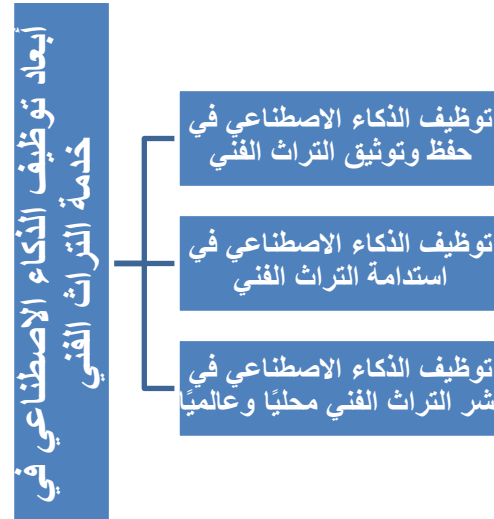 أبعاد توظيف الذكاء الاصطناعي في
خدمة التراث الفني
توظيف الذكاء الاصطناعي في
حفظ وتوثيق التراث الفني
توظيف الذكاء الاصطناعي في
استدامة التراث الفني
توظيف الذكاء الاصطناعي في
شر التراث الفني محليًا وعالميًا